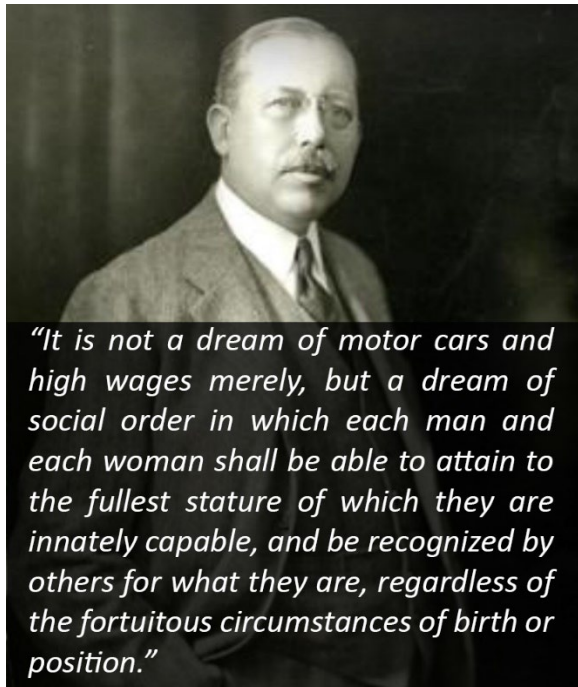 “It is not a dream of motor cars and
high wages merely, but a dream of
social order in which each man and
each woman shall be able to attain to
the fullest stature of which they are
innately capable, and be recognized by
others for what they are, regardless of
the fortuitous circumstances of birth or
position.”